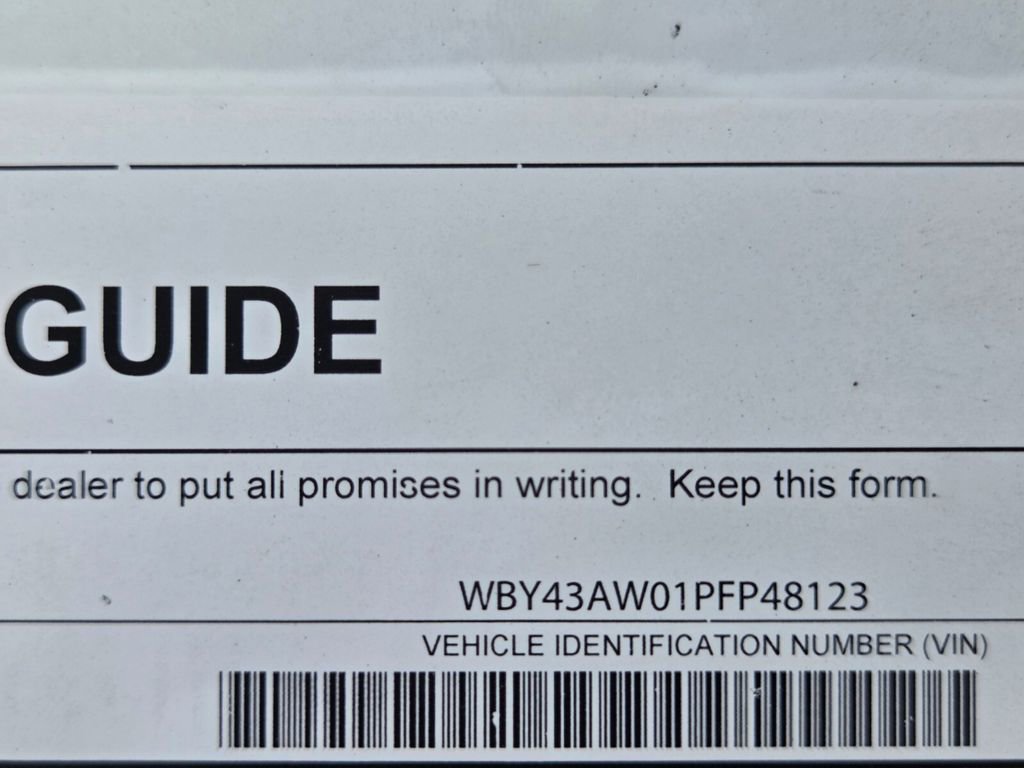 GUIDE
dealer to put all promises in writing. Keep this form.
WBY43AW01PFP48123
VEHICLE IDENTIFICATION NUMBER (VIN)